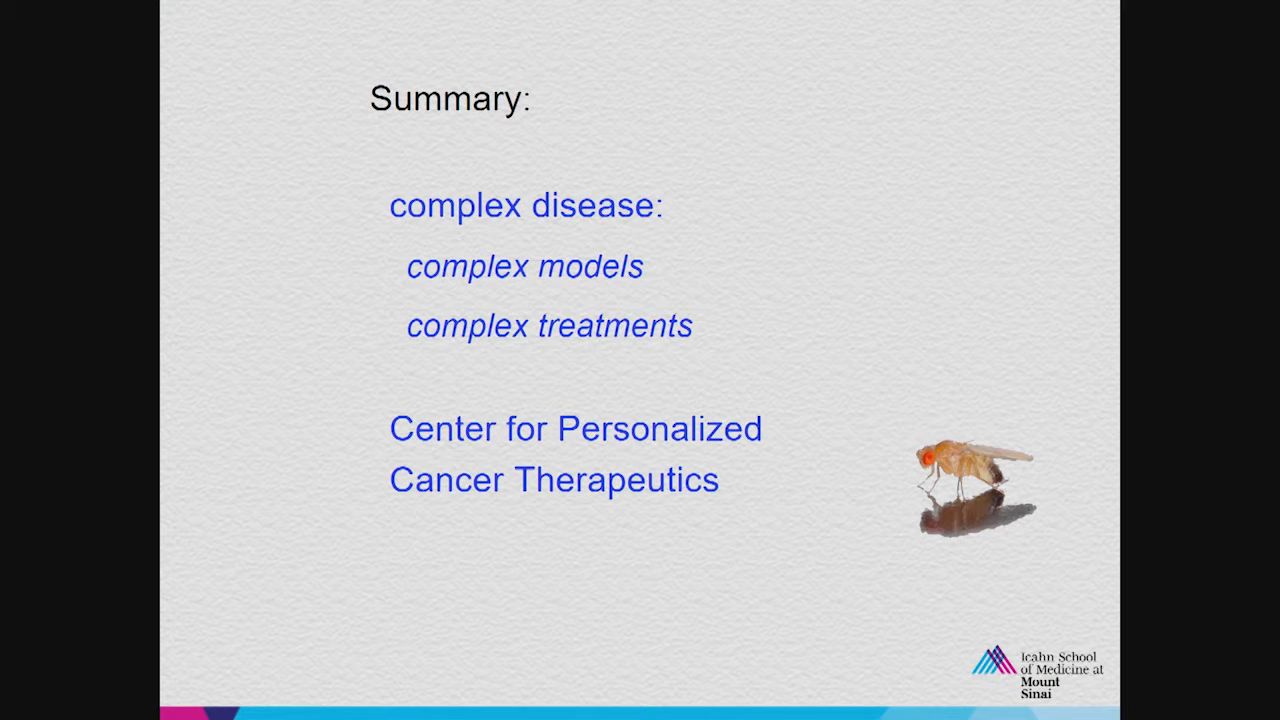 Summary:
complex disease:
complex models
complex treatments
Center for Personalized
Cancer Therapeutics
Icahn School
of Medicine at
Mount
Sinai